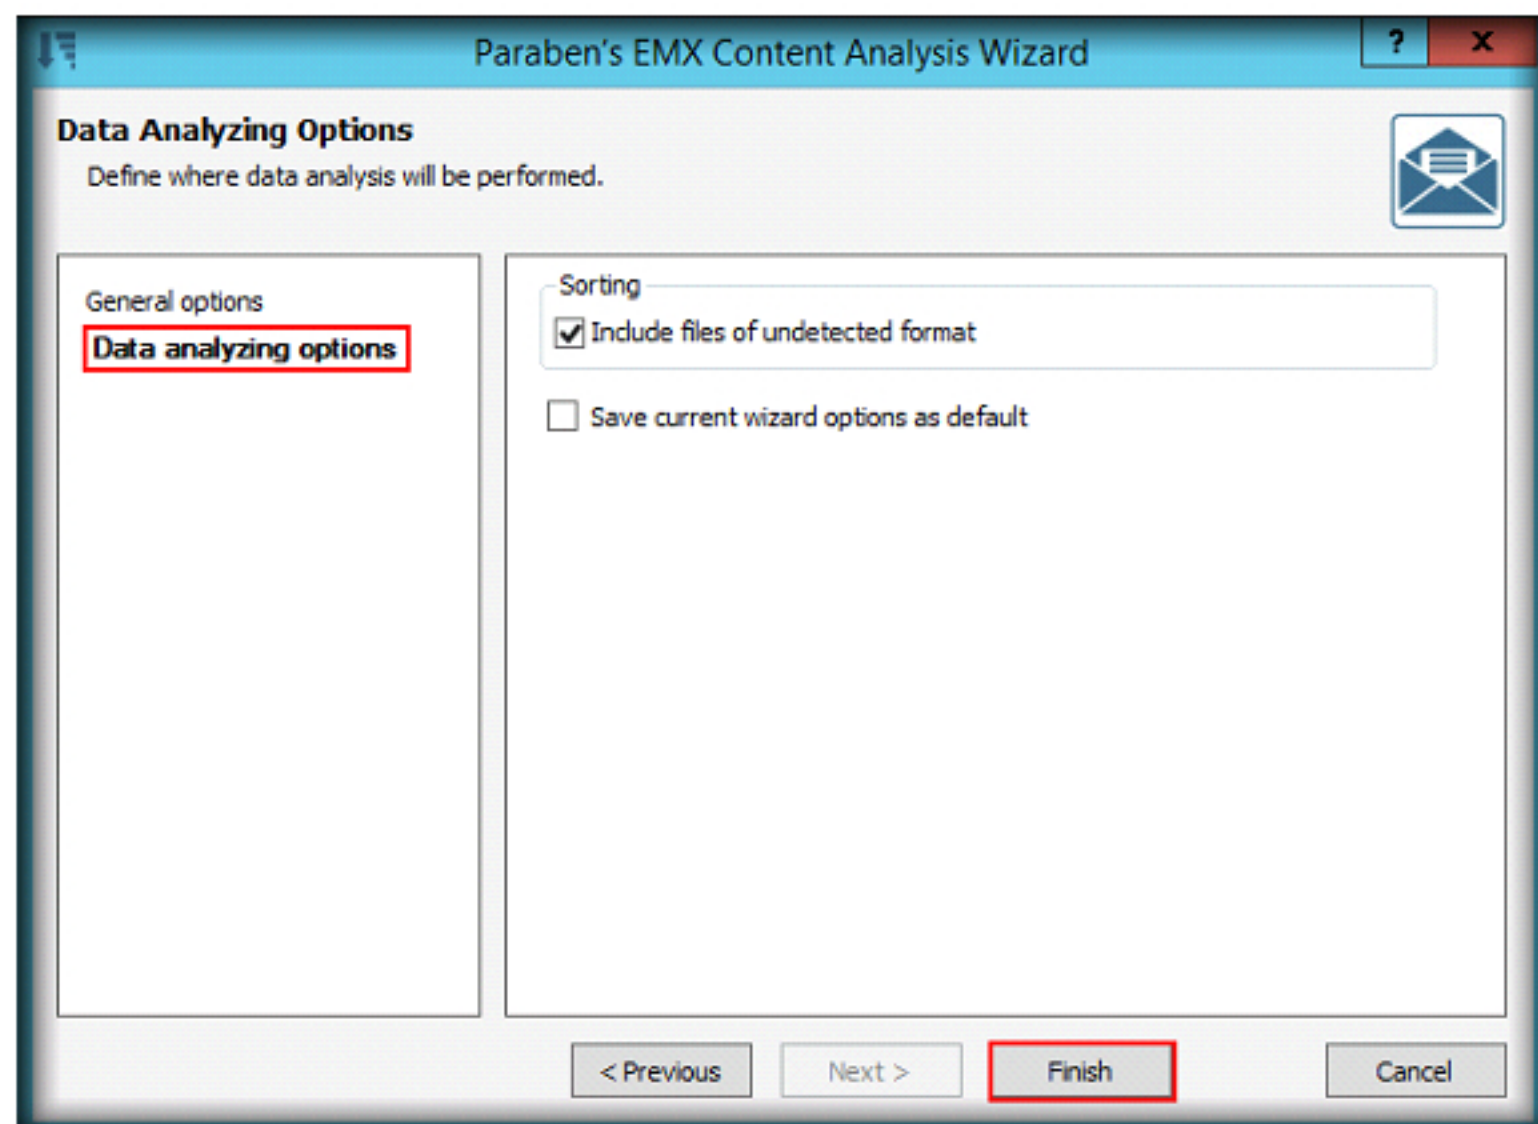 Paraben's EMX Content Analysis Wizard
?
x
Data Analyzing Options
Define where data analysis will be performed.
General options
Data analyzing options
Sorting
Include files of undetected format
Save current wizard options as default
< Previous
Next >
Finish
Cancel